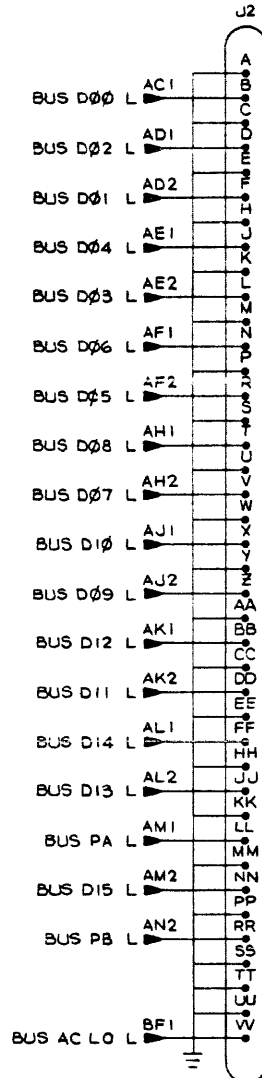 J2
A
AC1 B
BUS DØØ L C
AD1 D
BUS DØ2 L E
AD2 F
BUS DØ1 L H
AE1 J
BUS DØ4 L K
AE2 L
BUS DØ3 L M
AF1 N
BUS DØ6 L P
AF2 R
BUS DØ5 L S
AH1 T
BUS DØ8 L U
AH2 V
BUS DØ7 L W
AJ1 X
BUS D1Ø L Y
AJ2 Z
BUS DØ9 L AA
AK1 BB
BUS D12 L CC
AK2 DD
BUS D11 L EE
AL1 FF
BUS D14 L HH
AL2 JJ
BUS D13 L KK
AM1 LL
BUS PA L MM
AM2 NN
BUS D15 L PP
AN2 RR
BUS PB L SS
TT
UU
BF1 VV
BUS AC LO L